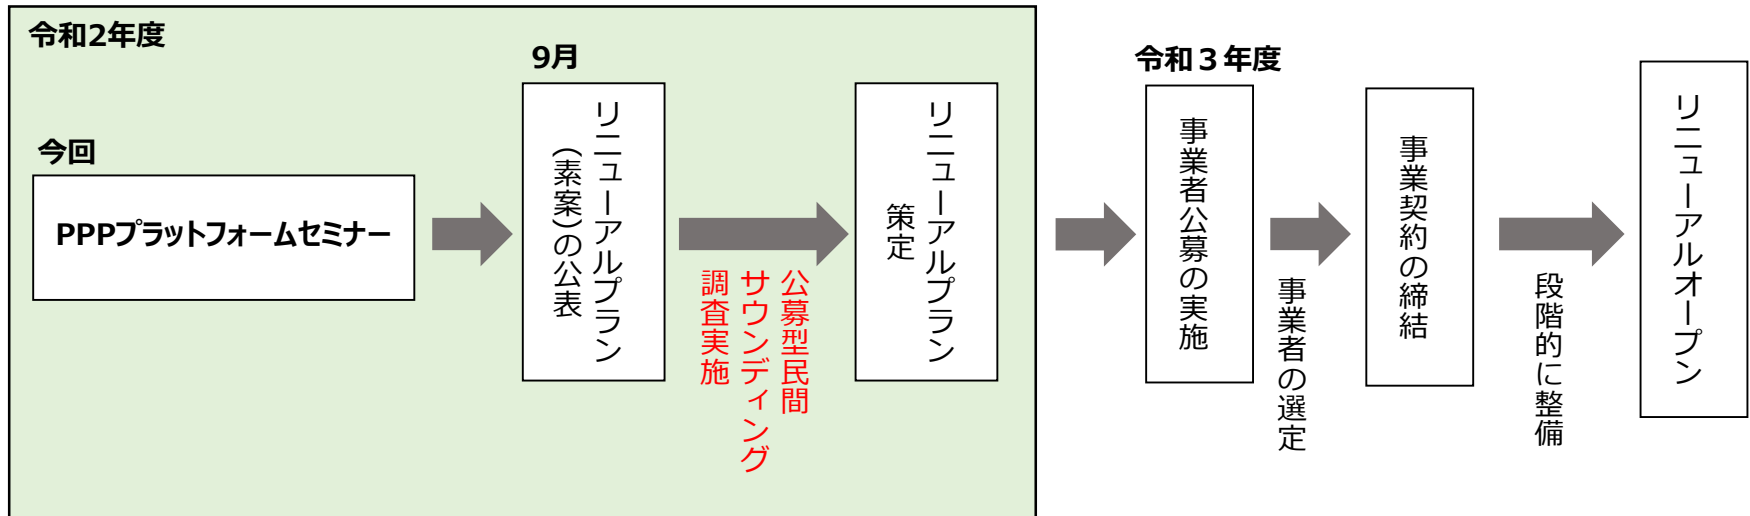 令和2年度
今回
PPPプラットフォームセミナー
9月
リニューアルプラン
(素案)の公表
公募型民間
サウンディング
調査実施
リニューアルプラン
策定
令和３年度
事業者公募の実施
事業者の選定
事業契約の締結
段階的に整備
リニューアルオープン